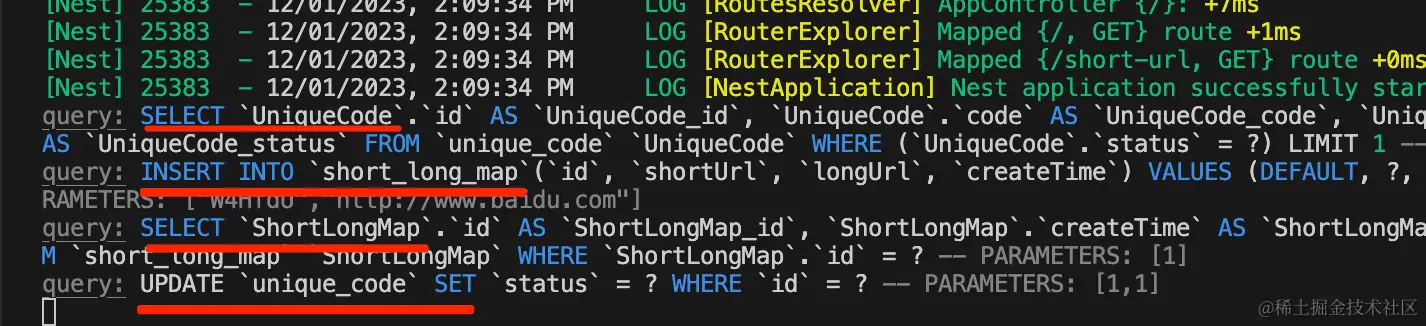 [Nest] 25383  - 12/01/2023, 2:09:34 PM     LOG [RoutesResolver] AppController {/}: +7ms
[Nest] 25383  - 12/01/2023, 2:09:34 PM     LOG [RouterExplorer] Mapped {/, GET} route +1ms
[Nest] 25383  - 12/01/2023, 2:09:34 PM     LOG [RouterExplorer] Mapped {/short-url, GET} route +0ms
[Nest] 25383  - 12/01/2023, 2:09:34 PM     LOG [NestApplication] Nest application successfully star
query: SELECT `UniqueCode`.`id` AS `UniqueCode_id`, `UniqueCode`.`code` AS `UniqueCode_code`, `Uniq
AS `UniqueCode_status` FROM `unique_code` `UniqueCode` WHERE (`UniqueCode`.`status` = ?) LIMIT 1 --
query: INSERT INTO `short_long_map`(`id`, `shortUrl`, `longUrl`, `createTime`) VALUES (DEFAULT, ?,
RAMETERS: "http://www.baidu.com"]
query: SELECT `ShortLongMap`.`id` AS `ShortLongMap_id`, `ShortLongMap`.`createTime` AS `ShortLongMa
M `short_long_map` `ShortLongMap` WHERE `ShortLongMap`.`id` = ? -- PARAMETERS: [1]
query: UPDATE `unique_code` SET `status` = ? WHERE `id` = ? -- PARAMETERS: [1,1]
@稀土掘金技术社区